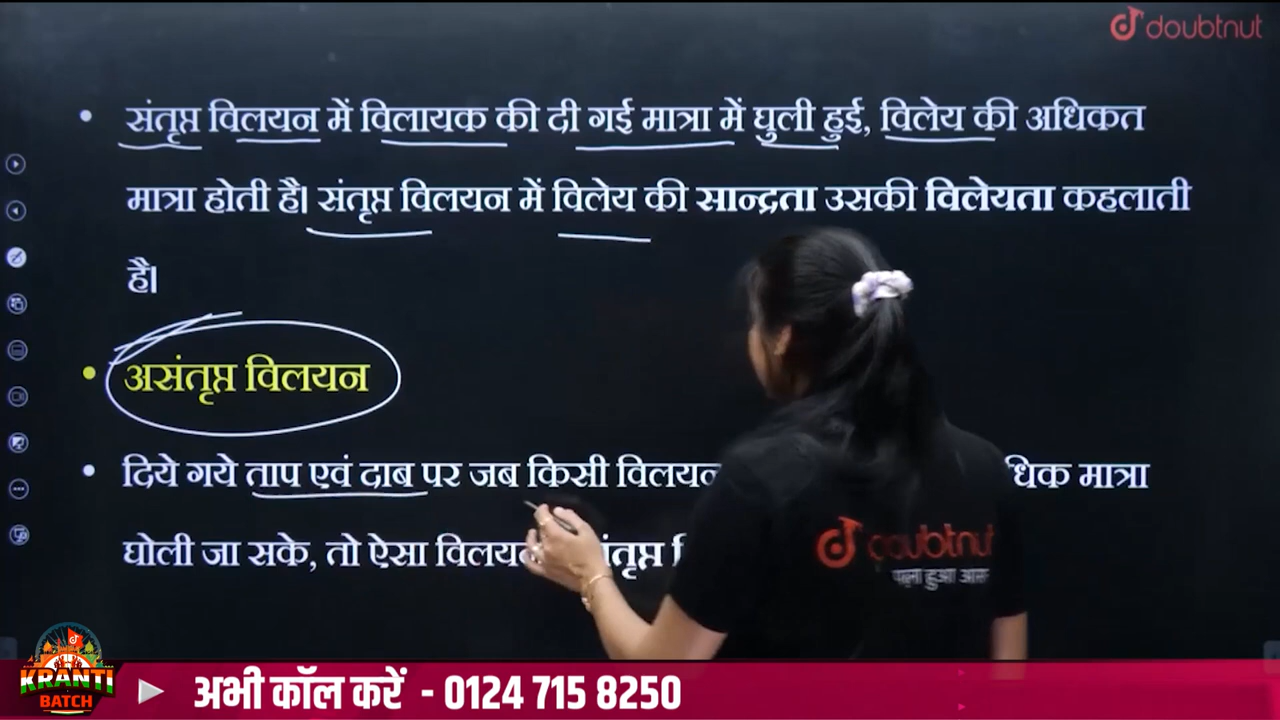 doubtnut
• संतृप्त विलयन में विलायक की दी गई मात्रा में घुली हुई, विलेय की अधिकत
मात्रा होती है। संतृप्त विलयन में विलेय की सान्द्रता उसकी विलेयता कहलाती
है।
• असंतृप्त विलयन
• दिये गये ताप एवं दाब पर जब किसी विलयन मात्रा
घोली जा सके, तो ऐसा
doubtnut
KRANTI
BATCH
अभी कॉल करें - 0124 715 8250